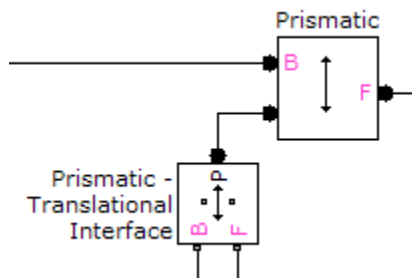 Prismatic
B
F
Prismatic -
Translational
Interface
P
B
F